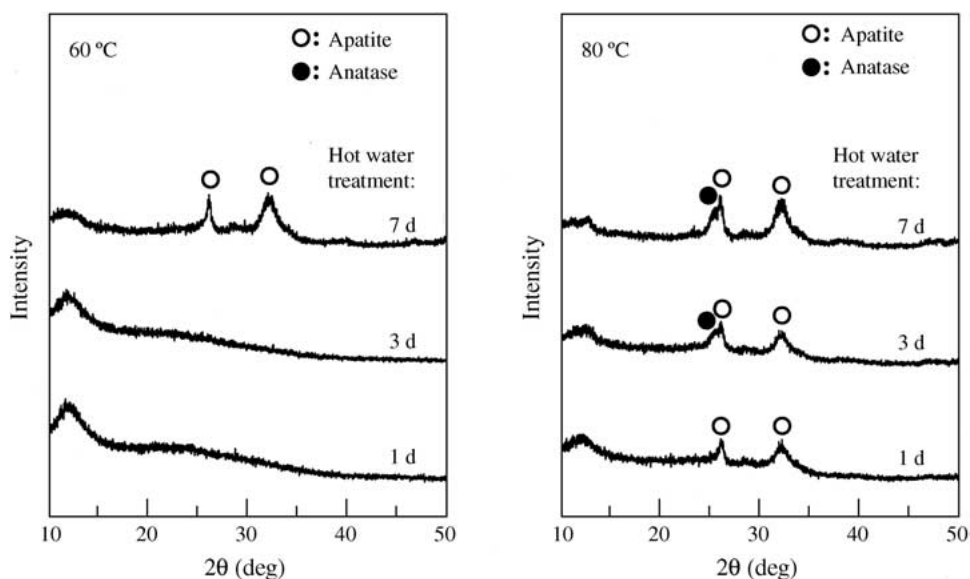 60 ºC
: Apatite
: Anatase
Hot water
treatment:
7 d
3 d
1 d
Intensity
10 20 30 40 50
2θ (deg)
80 ºC
: Apatite
: Anatase
Hot water
treatment:
7 d
3 d
1 d
Intensity
10 20 30 40 50
2θ (deg)